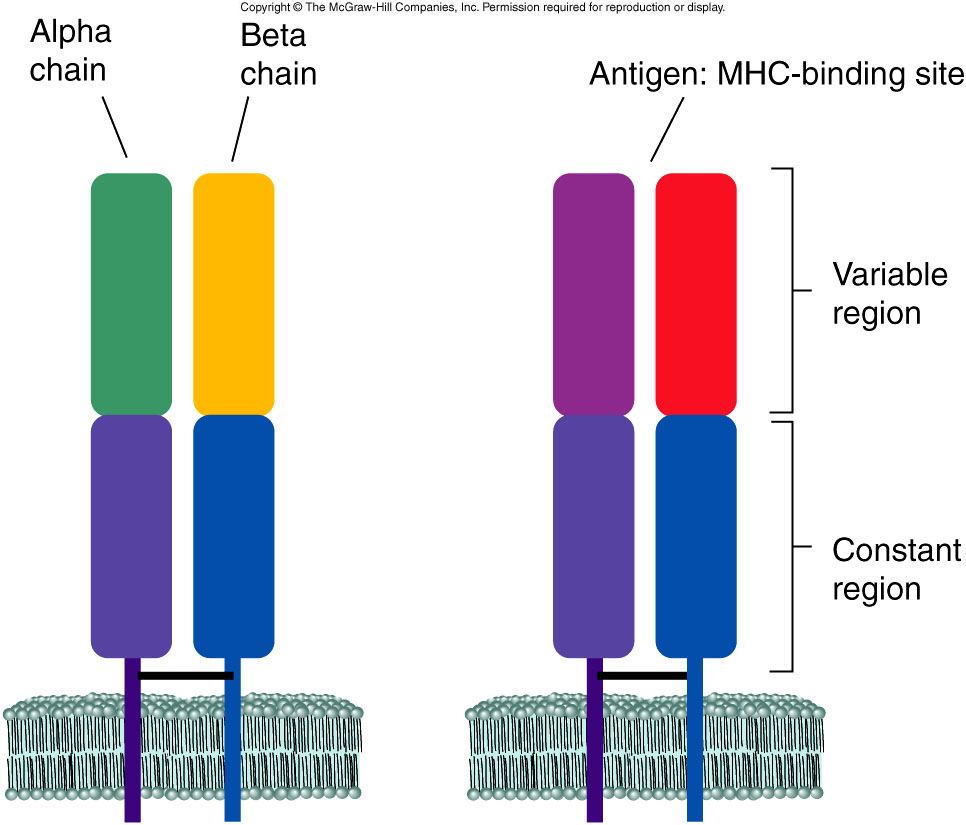 Copyright © The McGraw-Hill Companies, Inc. Permission required for reproduction or display.
Alpha
chain
Beta
chain
Antigen: MHC-binding site
Variable
region
Constant
region